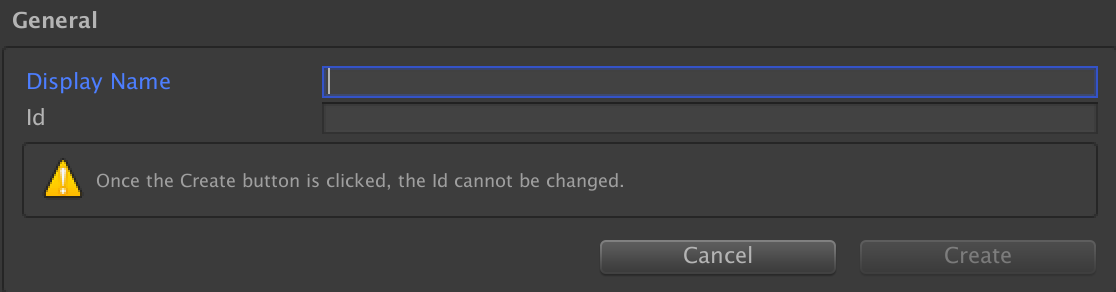 General
Display Name
Id
Once the Create button is clicked, the Id cannot be changed.
Cancel
Create